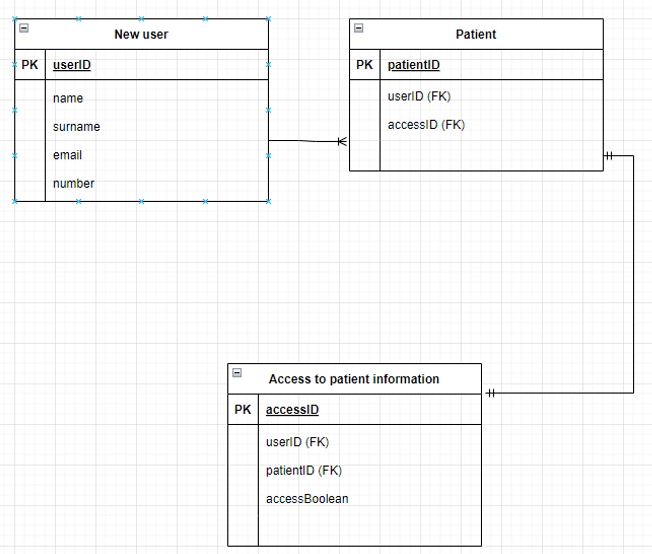 New user
PK userID
name
surname
email
number
Patient
PK patientID
userID (FK)
accessID (FK)
Access to patient information
PK accessID
userID (FK)
patientID (FK)
accessBoolean